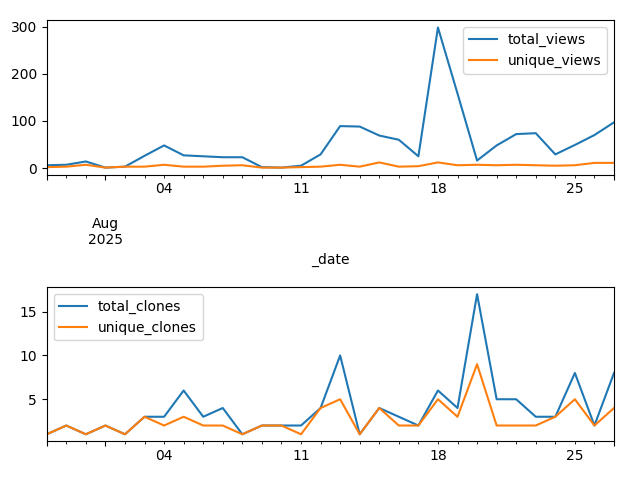 300
200
100
0
total_views
unique_views
04
11
18
25
Aug
2025
_date
15
10
5
total_clones
unique_clones
04
11
18
25